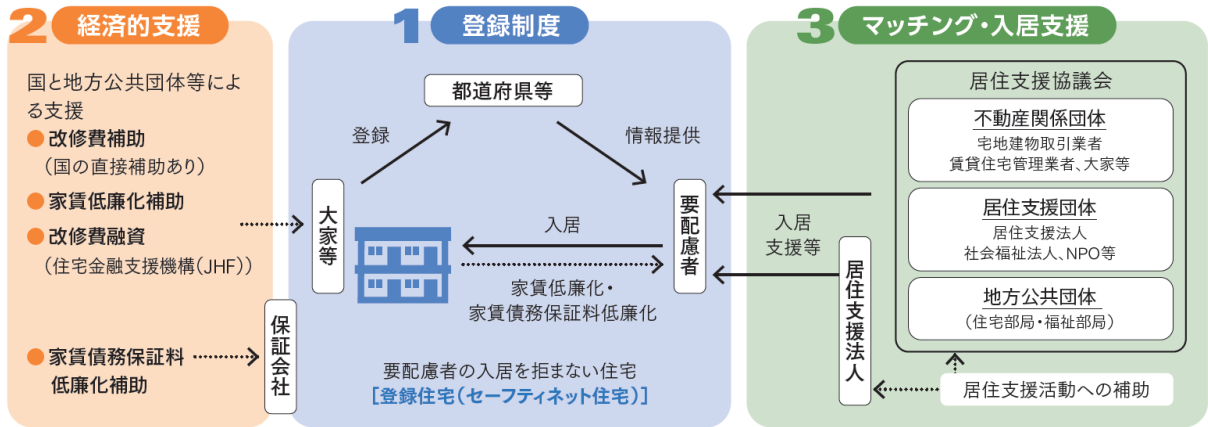 2 経済的支援
国と地方公共団体等によ
る支援
● 改修費補助
（国の直接補助あり）
● 家賃低廉化補助
● 改修費融資
（住宅金融支援機構（JHF））
● 家賃債務保証料
低廉化補助
保証会社
1 登録制度
都道府県等
登録
情報提供
大家等
要配慮者
入居
家賃低廉化・
家賃債務保証料低廉化
要配慮者の入居を拒まない住宅
［登録住宅（セーフティネット住宅）］
3 マッチング・入居支援
居住支援協議会
不動産関係団体
宅地建物取引業者
賃貸住宅管理業者、大家等
居住支援団体
居住支援法人
社会福祉法人、NPO等
地方公共団体
（住宅部局・福祉部局）
入居
支援等
居住支援法人
居住支援活動への補助